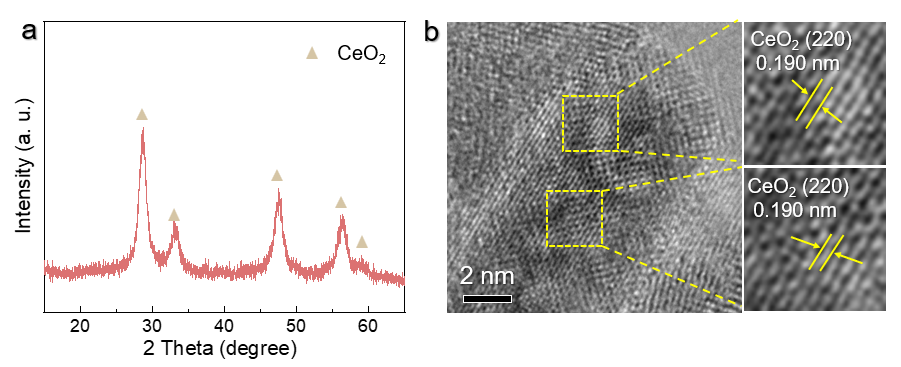 a
CeO₂
Intensity (a. u.)
20 30 40 50 60
2 Theta (degree)
b
2 nm
CeO₂ (220)
0.190 nm
CeO₂ (220)
0.190 nm